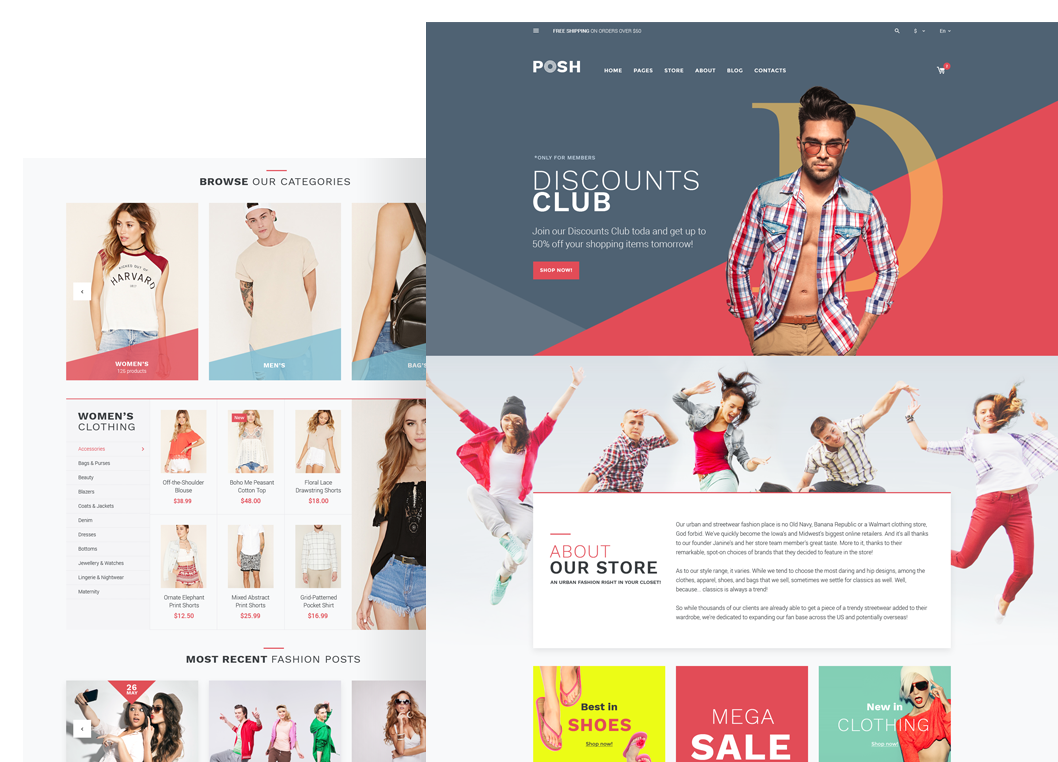 FREE SHIPPING ON ORDERS OVER $50
$
En
POSH
HOME PAGES STORE ABOUT BLOG CONTACTS
D
*ONLY FOR MEMBERS
DISCOUNTS
CLUB
Join our Discounts Club toda and get up to
50% off your shopping items tomorrow!
SHOP NOW!
BROWSE OUR CATEGORIES
HARVARD
WOMEN'S
125 products
MEN'S
BAG'S
WOMEN'S
CLOTHING
Accessories
Bags & Purses
Beauty
Blazers
Coats & Jackets
Denim
Dresses
Bottoms
Jewellery & Watches
Lingerie & Nightwear
Maternity
Off-the-Shoulder
Blouse
$38.99
New
Boho Me Peasant
Cotton Top
$48.00
Floral Lace
Drawstring Shorts
$18.00
Ornate Elephant
Print Shorts
$12.50
Mixed Abstract
Print Shorts
$25.99
Grid-Patterned
Pocket Shirt
$16.99
MOST RECENT FASHION POSTS
26
MAY
ABOUT
OUR STORE
AN URBAN FASHION RIGHT IN YOUR CLOSET!
Our urban and streetwear fashion place is no Old Navy, Banana Republic or a Walmart clothing store,
God forbid. We've quickly become the Iowa's and Midwest's biggest online retailers. And it's all thanks
to our founder Janine's and her store team member's great taste. More to it, thanks to their
remarkable, spot-on choices of brands that they decided to feature in the store!
As to our style range, it varies. While we tend to choose the most daring and hip designs, among the
clothes, apparel, shoes, and bags that we sell, sometimes we settle for classics as well. Well,
because... classics is always a trend!
So while thousands of our clients are already able to get a piece of a trendy streetwear added to their
wardrobe, we're dedicated to expanding our fan base across the US and potentially overseas!
Best in
SHOES
Shop now!
MEGA
SALE
New in
CLOTHING
Shop now!